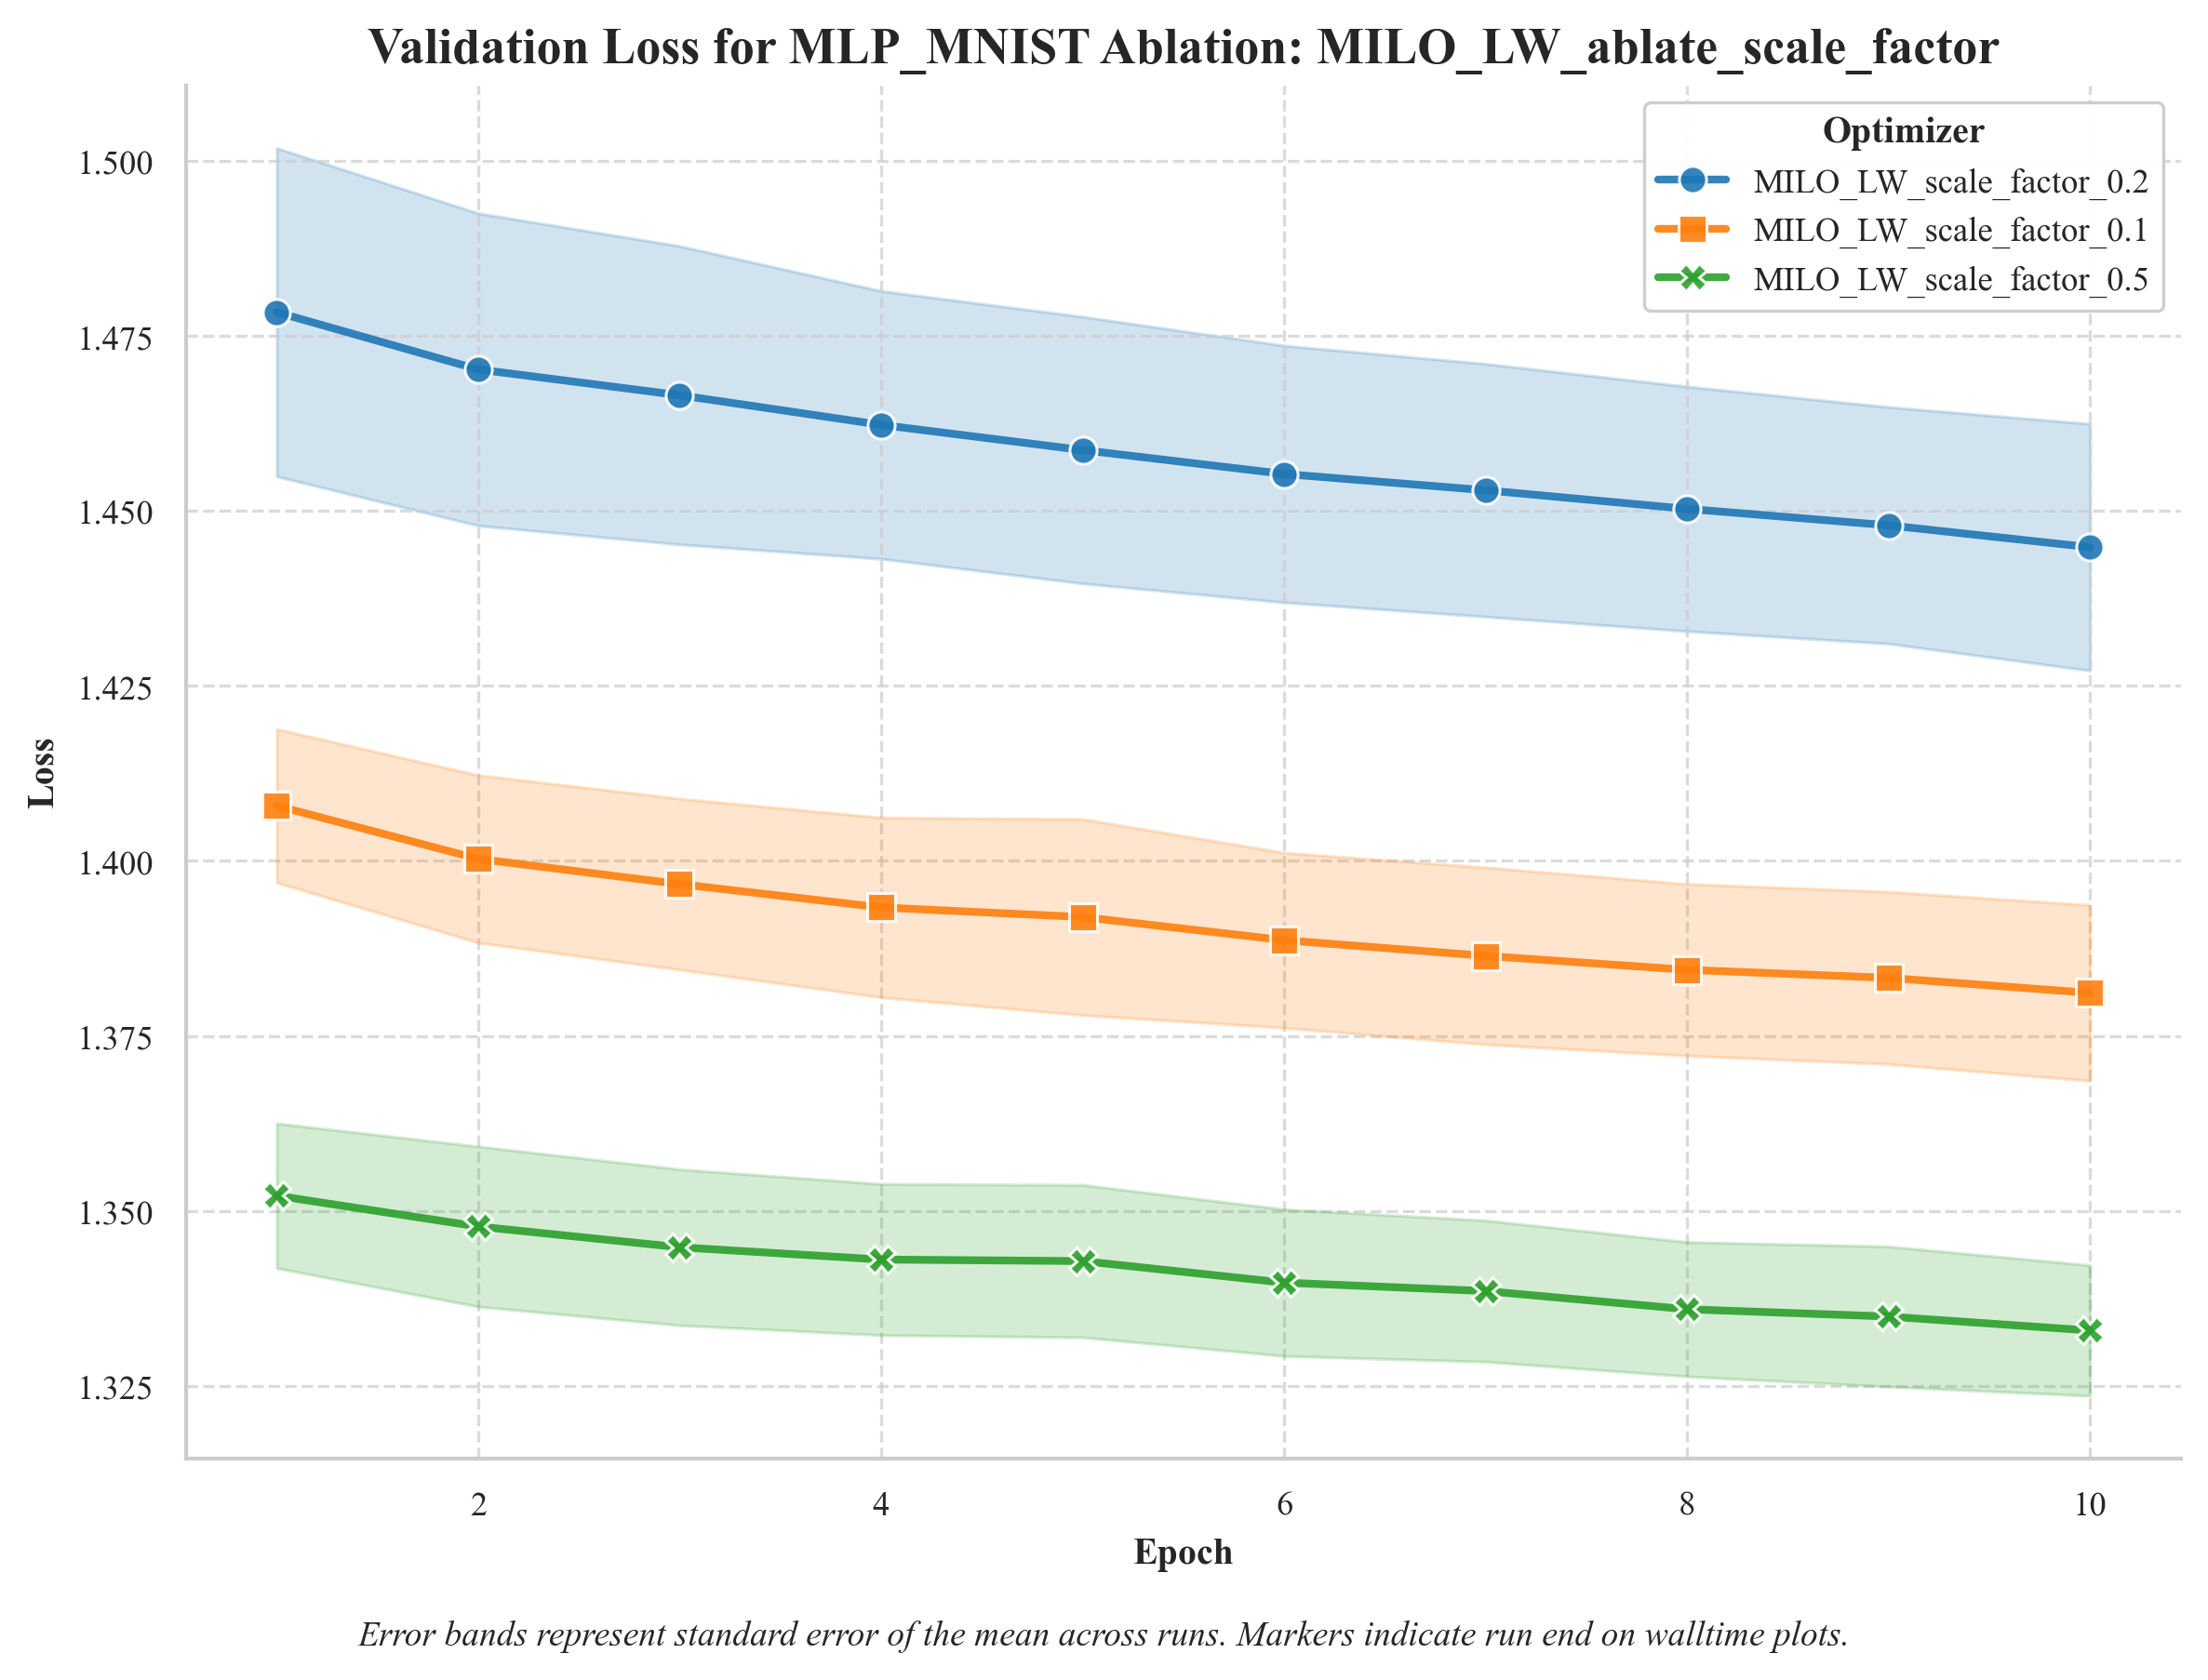 Validation Loss for MLP_MNIST Ablation: MILO_LW_ablate_scale_factor
Optimizer
MILO_LW_scale_factor_0.2
MILO_LW_scale_factor_0.1
MILO_LW_scale_factor_0.5
1.500
1.475
1.450
1.425
1.400
1.375
1.350
1.325
Loss
2 4 6 8 10
Epoch
Error bands represent standard error of the mean across runs. Markers indicate run end on walltime plots.